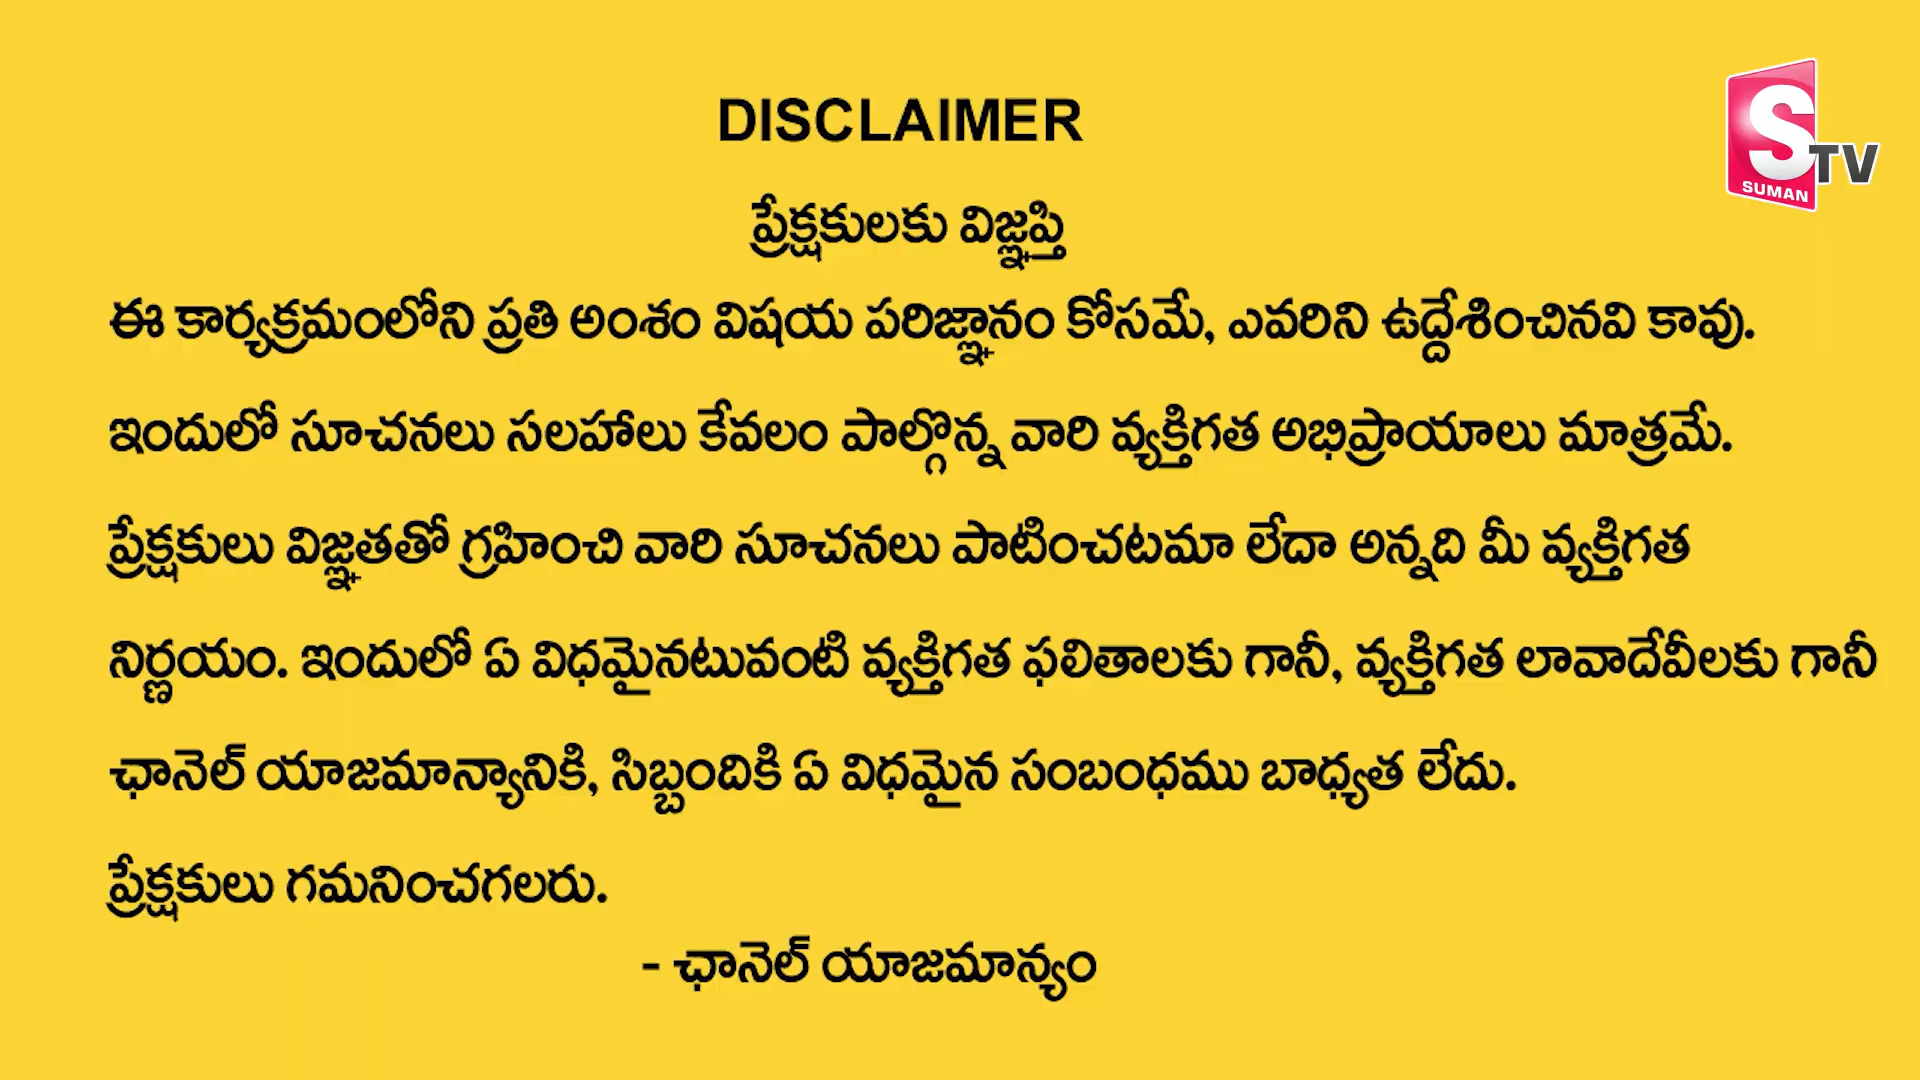 DISCLAIMER
S TV
SUMAN
ప్రేక్షకులకు విజ్ఞప్తి
ఈ కార్యక్రమంలోని ప్రతి అంశం విషయ పరిజ్ఞానం కోసమే, ఎవరిని ఉద్దేశించినవి కావు.
ఇందులో సూచనలు సలహాలు కేవలం పాల్గొన్న వారి వ్యక్తిగత అభిప్రాయాలు మాత్రమే.
ప్రేక్షకులు విజ్ఞతతో గ్రహించి వారి సూచనలు పాటించటమా లేదా అన్నది మీ వ్యక్తిగత
నిర్ణయం. ఇందులో ఏ విధమైనటువంటి వ్యక్తిగత ఫలితాలకు గానీ, వ్యక్తిగత లావాదేవీలకు గానీ
ఛానెల్ యాజమాన్యానికి, సిబ్బందికి ఏ విధమైన సంబంధము బాధ్యత లేదు.
ప్రేక్షకులు గమనించగలరు.
- ఛానెల్ యాజమాన్యం